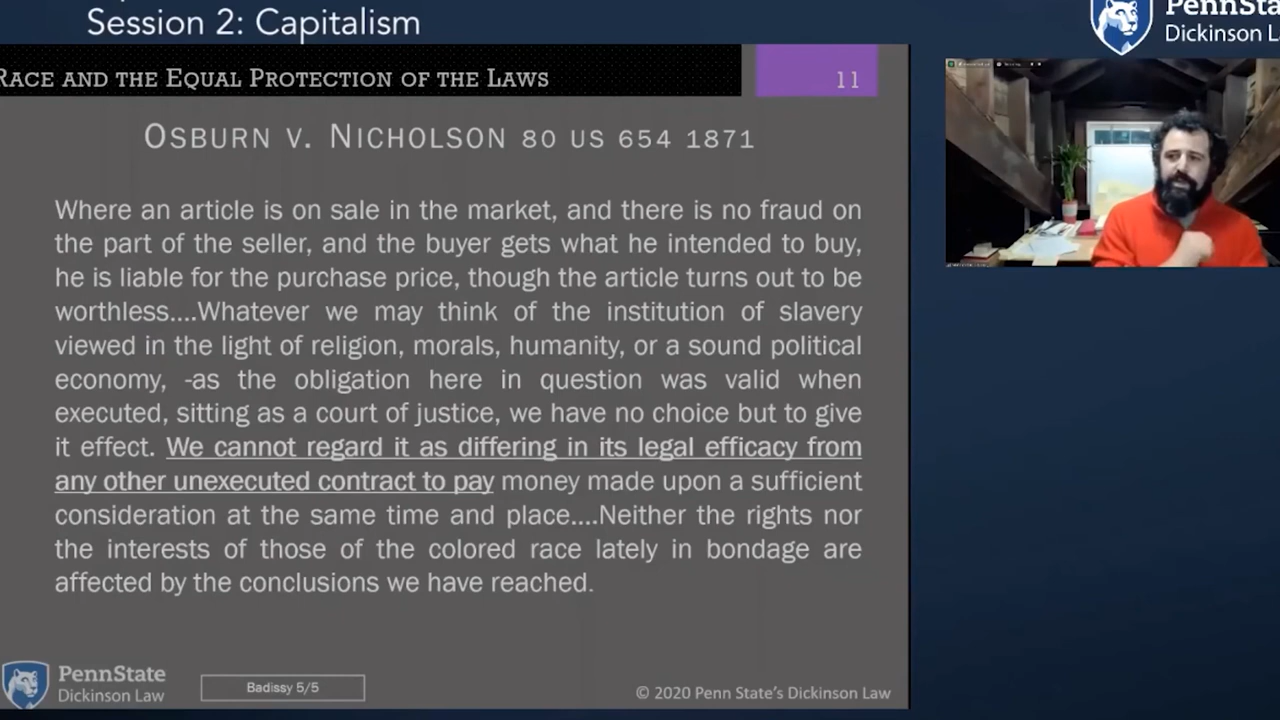 Session 2: Capitalism
PennSta
Dickinson La
RACE AND THE EQUAL PROTECTION OF THE LAWS
11
OSBURN V. NICHOLSON 80 US 654 1871
Where an article is on sale in the market, and there is no fraud on
the part of the seller, and the buyer gets what he intended to buy,
he is liable for the purchase price, though the article turns out to be
worthless....Whatever we may think of the institution of slavery
viewed in the light of religion, morals, humanity, or a sound political
economy, -as the obligation here in question was valid when
executed, sitting as a court of justice, we have no choice but to give
it effect. We cannot regard it as differing in its legal efficacy from
any other unexecuted contract to pay money made upon a sufficient
consideration at the same time and place....Neither the rights nor
the interests of those of the colored race lately in bondage are
affected by the conclusions we have reached.
PennState
Dickinson Law
Badissy 5/5
© 2020 Penn State's Dickinson Law